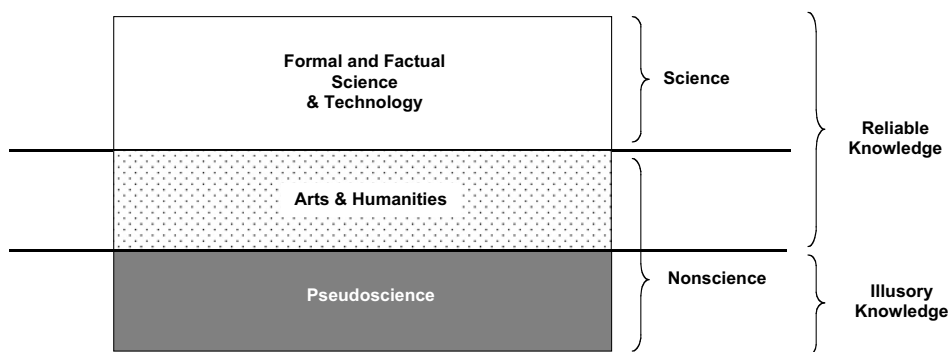 Formal and Factual
Science
& Technology
Science
Reliable
Knowledge
Arts & Humanities
Nonscience
Pseudoscience
Illusory
Knowledge